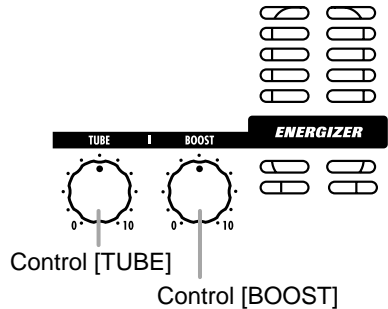 ENERGIZER
TUBE BOOST
0 10 0 10
Control [TUBE]
Control [BOOST]